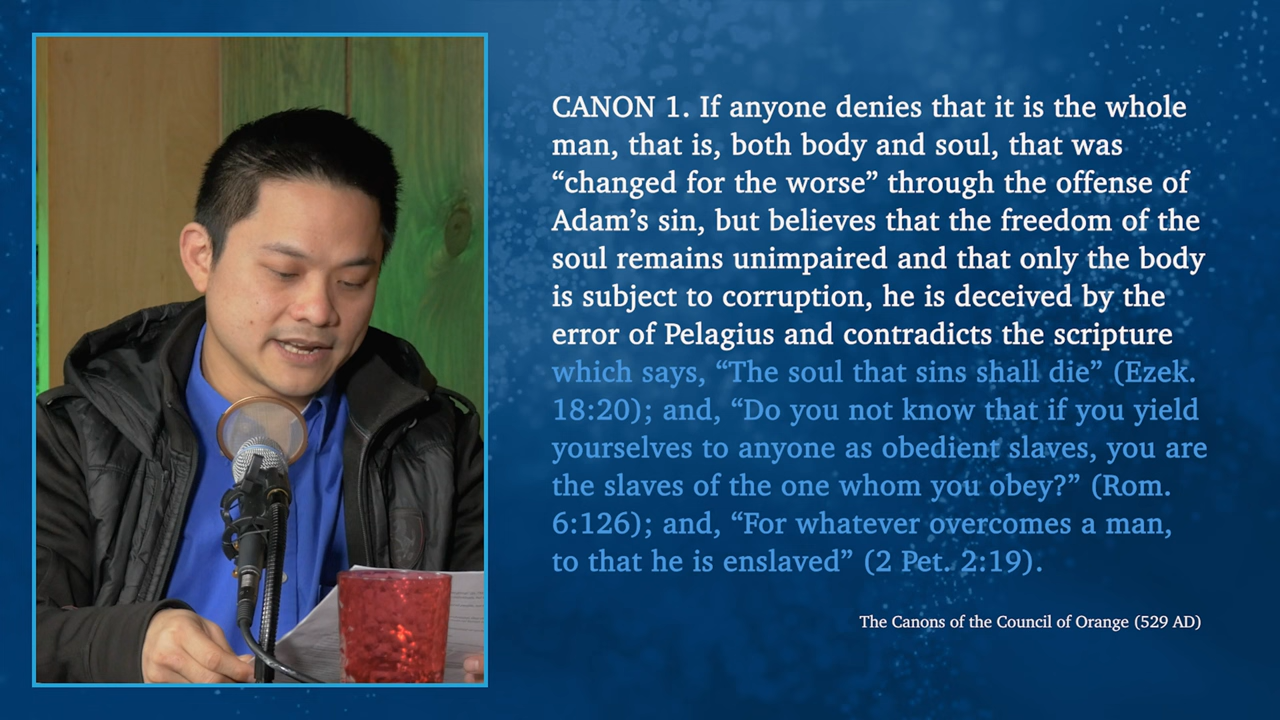 CANON 1. If anyone denies that it is the whole
man, that is, both body and soul, that was
“changed for the worse” through the offense of
Adam’s sin, but believes that the freedom of the
soul remains unimpaired and that only the body
is subject to corruption, he is deceived by the
error of Pelagius and contradicts the scripture
which says, “The soul that sins shall die” (Ezek.
18:20); and, “Do you not know that if you yield
yourselves to anyone as obedient slaves, you are
the slaves of the one whom you obey?” (Rom.
6:126); and, “For whatever overcomes a man,
to that he is enslaved” (2 Pet. 2:19).
The Canons of the Council of Orange (529 AD)